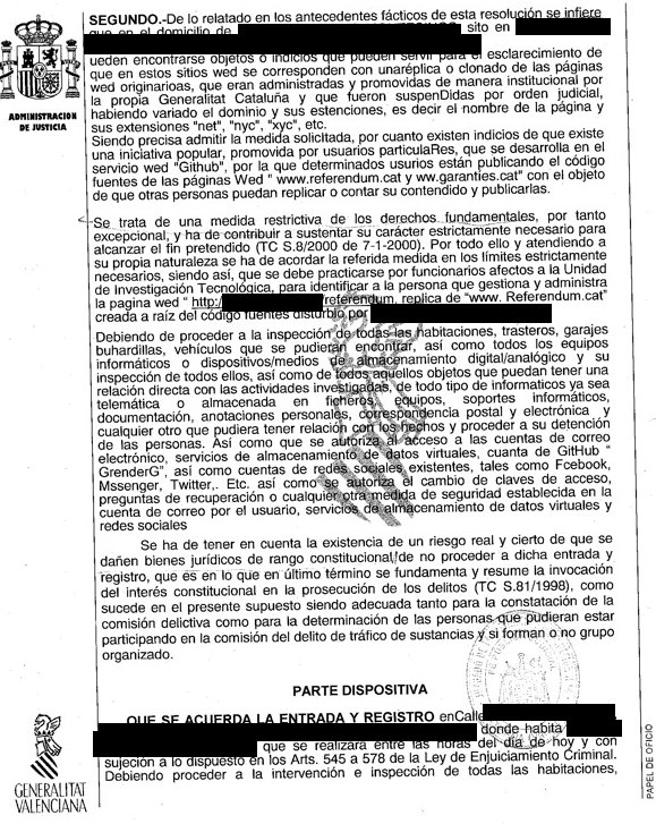 SEGUNDO.-De lo relatado en los antecedentes fácticos de esta resolución se infiere
que en el domicilio de sito en
ueden encontrarse objetos o indicios que pueden servir para el esclarecimiento de
que en estos sitios wed se corresponden con unaréplica o clonado de las páginas
wed originarioas, que eran administradas y promovidas de manera institucional por
la propia Generalitat Cataluña y que fueron suspenDidas por orden judicial,
habiendo variado el dominio y sus estenciones, es decir el nombre de la página y
sus extensiones "net", "nyc", "xyc", etc.
Siendo precisa admitir la medida solicitada, por cuanto existen indicios de que existe
una iniciativa popular, promovida por usuarios particulaRes, que se desarrolla en el
servicio wed "Github", por la que determinados usurios están publicando el código
fuentes de las páginas Wed " www.referendum.cat y ww.garanties.cat" con el objeto
de que otras personas puedan replicar o contar su contendido y publicarlas.
Se trata de una medida restrictiva de los derechos fundamentales, por tanto
excepcional, y ha de contribuir a sustentar su carácter estrictamente necesario para
alcanzar el fin pretendido (TC S.8/2000 de 7-1-2000). Por todo ello y atendiendo a
su propia naturaleza se ha de acordar la referida medida en los límites estrictamente
necesarios, siendo así, que se debe practicarse por funcionarios afectos a la Unidad
de Investigación Tecnológica, para identificar a la persona que gestiona y administra
la pagina wed " http:/ /referendum, replica de "www. Referendum.cat"
creada a raíz del código fuentes disturbio por
Debiendo de proceder a la inspección de todas las habitaciones, trasteros, garajes
buhardillas, vehículos que se pudieran encontrar, así como todos los equipos
informáticos o dispositivos/medios de almacenamiento digital/analógico y su
inspección de todos ellos, así como de todos aquellos objetos que puedan tener una
relación directa con las actividades investigadas, de todo tipo de informaticos ya sea
telemática o almacenada en ficheros, equipos, soportes informáticos,
documentación, anotaciones personales, correspondencia postal y electrónica y
cualquier otro que pudiera tener relación con los hechos y proceder a su detención
de las personas. Así como que se autoriza al acceso a las cuentas de correo
electrónico, servicios de almacenamiento de datos virtuales, cuanta de GitHub "
GrenderG", así como cuentas de redes sociales existentes, tales como Fcebook,
Mssenger, Twitter,. Etc. así como se autoriza el cambio de claves de acceso,
preguntas de recuperación o cualquier otra medida de seguridad establecida en la
cuenta de correo por el usuario, servicios de almacenamiento de datos virtuales y
redes sociales
Se ha de tener en cuenta la existencia de un riesgo real y cierto de que se
dañen bienes jurídicos de rango constitucional de no proceder a dicha entrada y
registro, que es en lo que en último término se fundamenta y resume la invocación
del interés constitucional en la prosecución de los delitos (TC S.81/1998), como
sucede en el presente supuesto siendo adecuada tanto para la constatación de la
comisión delictiva como para la determinación de las personas que pudieran estar
participando en la comisión del delito de tráfico de sustancias y si forman o no grupo
organizado.
PARTE DISPOSITIVA
QUE SE ACUERDA LA ENTRADA Y REGISTRO enCalle
donde habita
que se realizara entre las horas del día de hoy y con
sujeción a lo dispuesto en los Arts. 545 a 578 de la Ley de Enjuiciamiento Criminal.
Debiendo proceder a la intervención e inspección de todas las habitaciones,
ADMINISTRACION
DE JUSTICIA
GENERALITAT
VALENCIANA
PAPEL DE OFICIO